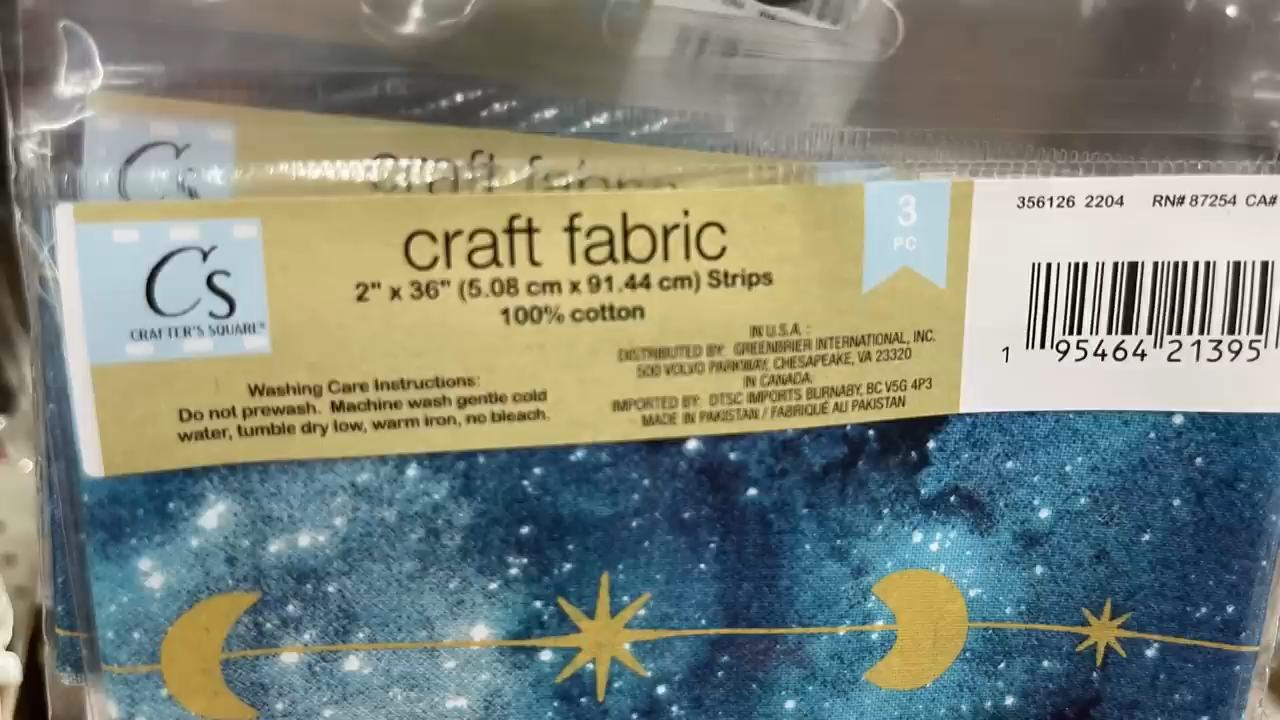 craft fabric
Cs
CRAFTER'S SQUARE
craft fabric
2" x 36" (5.08 cm x 91.44 cm) Strips
100% cotton
3
PC
Washing Care Instructions:
Do not prewash. Machine wash gentle cold
water, tumble dry low, warm iron, no bleach.
IN U.S.A.:
DISTRIBUTED BY: GREENBRIER INTERNATIONAL, INC.
500 VOLVO PARKWAY, CHESAPEAKE, VA 23320
IN CANADA:
IMPORTED BY: DTSC IMPORTS BURNABY, BC V5G 4P3
MADE IN PAKISTAN / FABRIQUÉ AU PAKISTAN
356126 2204 RN# 87254 CA#
1 95464 21395